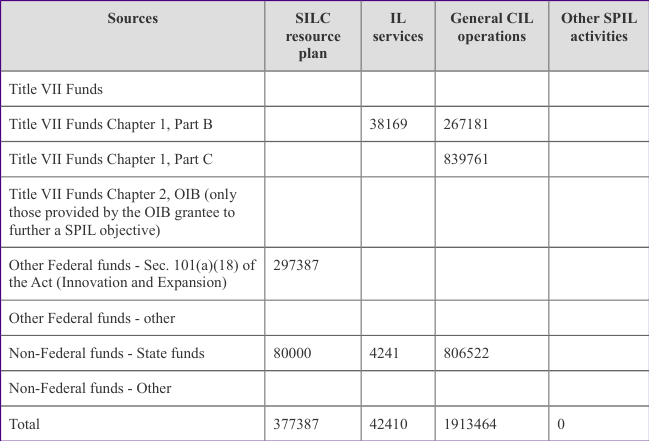 Sources SILC resource plan IL services General CIL operations Other SPIL activities
Title VII Funds
Title VII Funds Chapter 1, Part B 38169 267181
Title VII Funds Chapter 1, Part C 839761
Title VII Funds Chapter 2, OIB (only
those provided by the OIB grantee to
further a SPIL objective)
Other Federal funds - Sec. 101(a)(18) of 297387
the Act (Innovation and Expansion)
Other Federal funds - other
Non-Federal funds - State funds 80000 4241 806522
Non-Federal funds - Other
Total 377387 42410 1913464 0